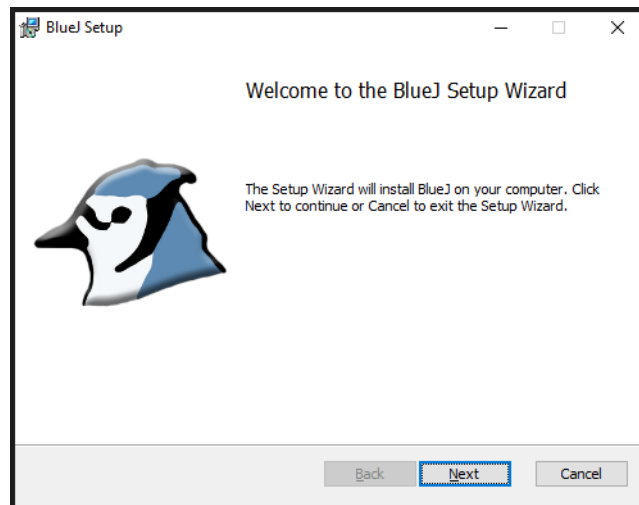 BlueJ Setup
Welcome to the BlueJ Setup Wizard
The Setup Wizard will install BlueJ on your computer. Click
Next to continue or Cancel to exit the Setup Wizard.
Back Next Cancel